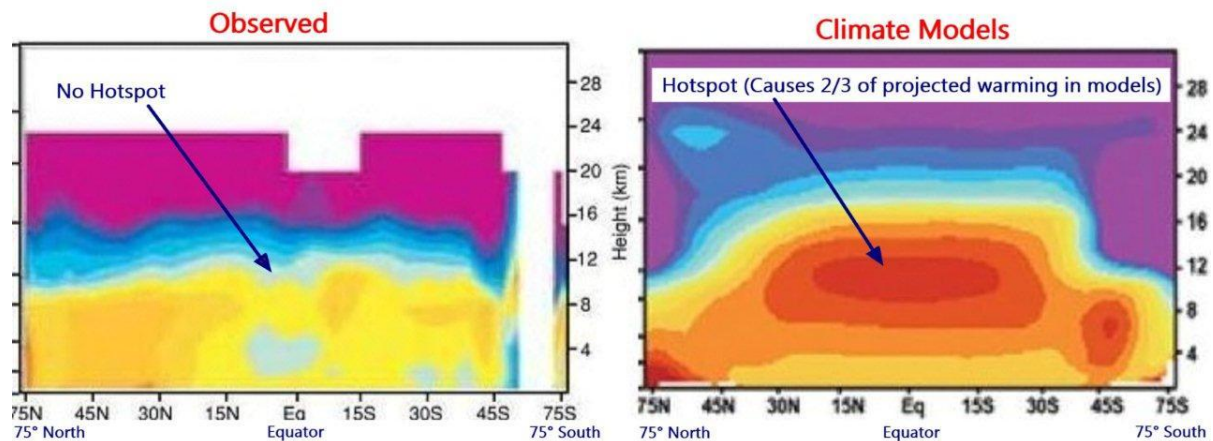 Observed
No Hotspot
28
24
20
16
12
8
4
75N 45N 30N 15N Eq 15S 30S 45S 75S
75° North Equator 75° South
Climate Models
Hotspot (Causes 2/3 of projected warming in models)
Height (km)
28
24
20
16
12
8
4
75N 45N 30N 15N Eq 15S 30S 45S 75S
75° North Equator 75° South